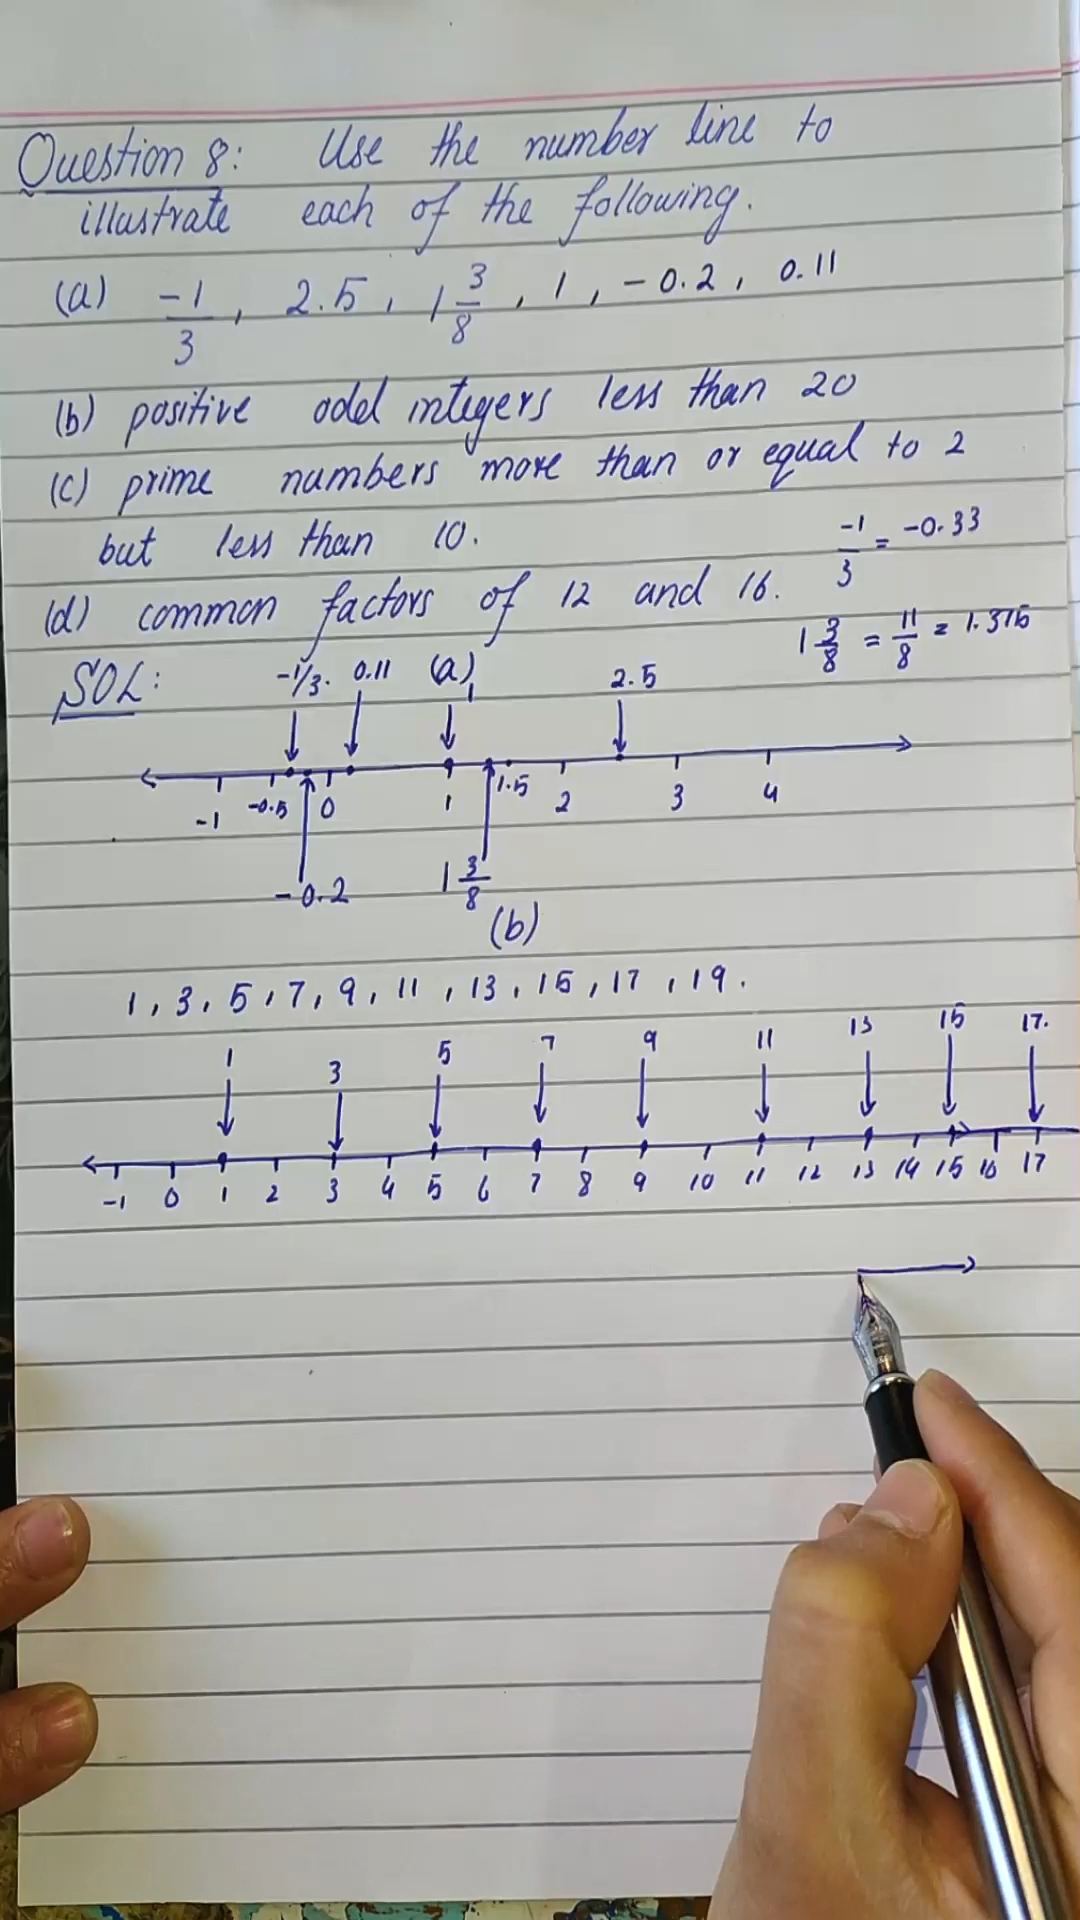 Question 8: Use the number line to
illustrate each of the following.
(a) -1/3, 2.5, 1 3/8, 1, -0.2, 0.11
(b) positive odd integers less than 20
(c) prime numbers more than or equal to 2
but less than 10.
-1/3 = -0.33
(d) common factors of 12 and 16.
1 3/8 = 11/8 = 1.375
SOL:
-1/3. 0.11 (a) 1 2.5
-1 -0.5 0 1 1.5 2 3 4
-0.2 1 3/8
(b)
1, 3, 5, 7, 9, 11, 13, 15, 17, 19.
1 3 5 7 9 11 13 15 17.
-1 0 1 2 3 4 5 6 7 8 9 10 11 12 13 14 15 16 17